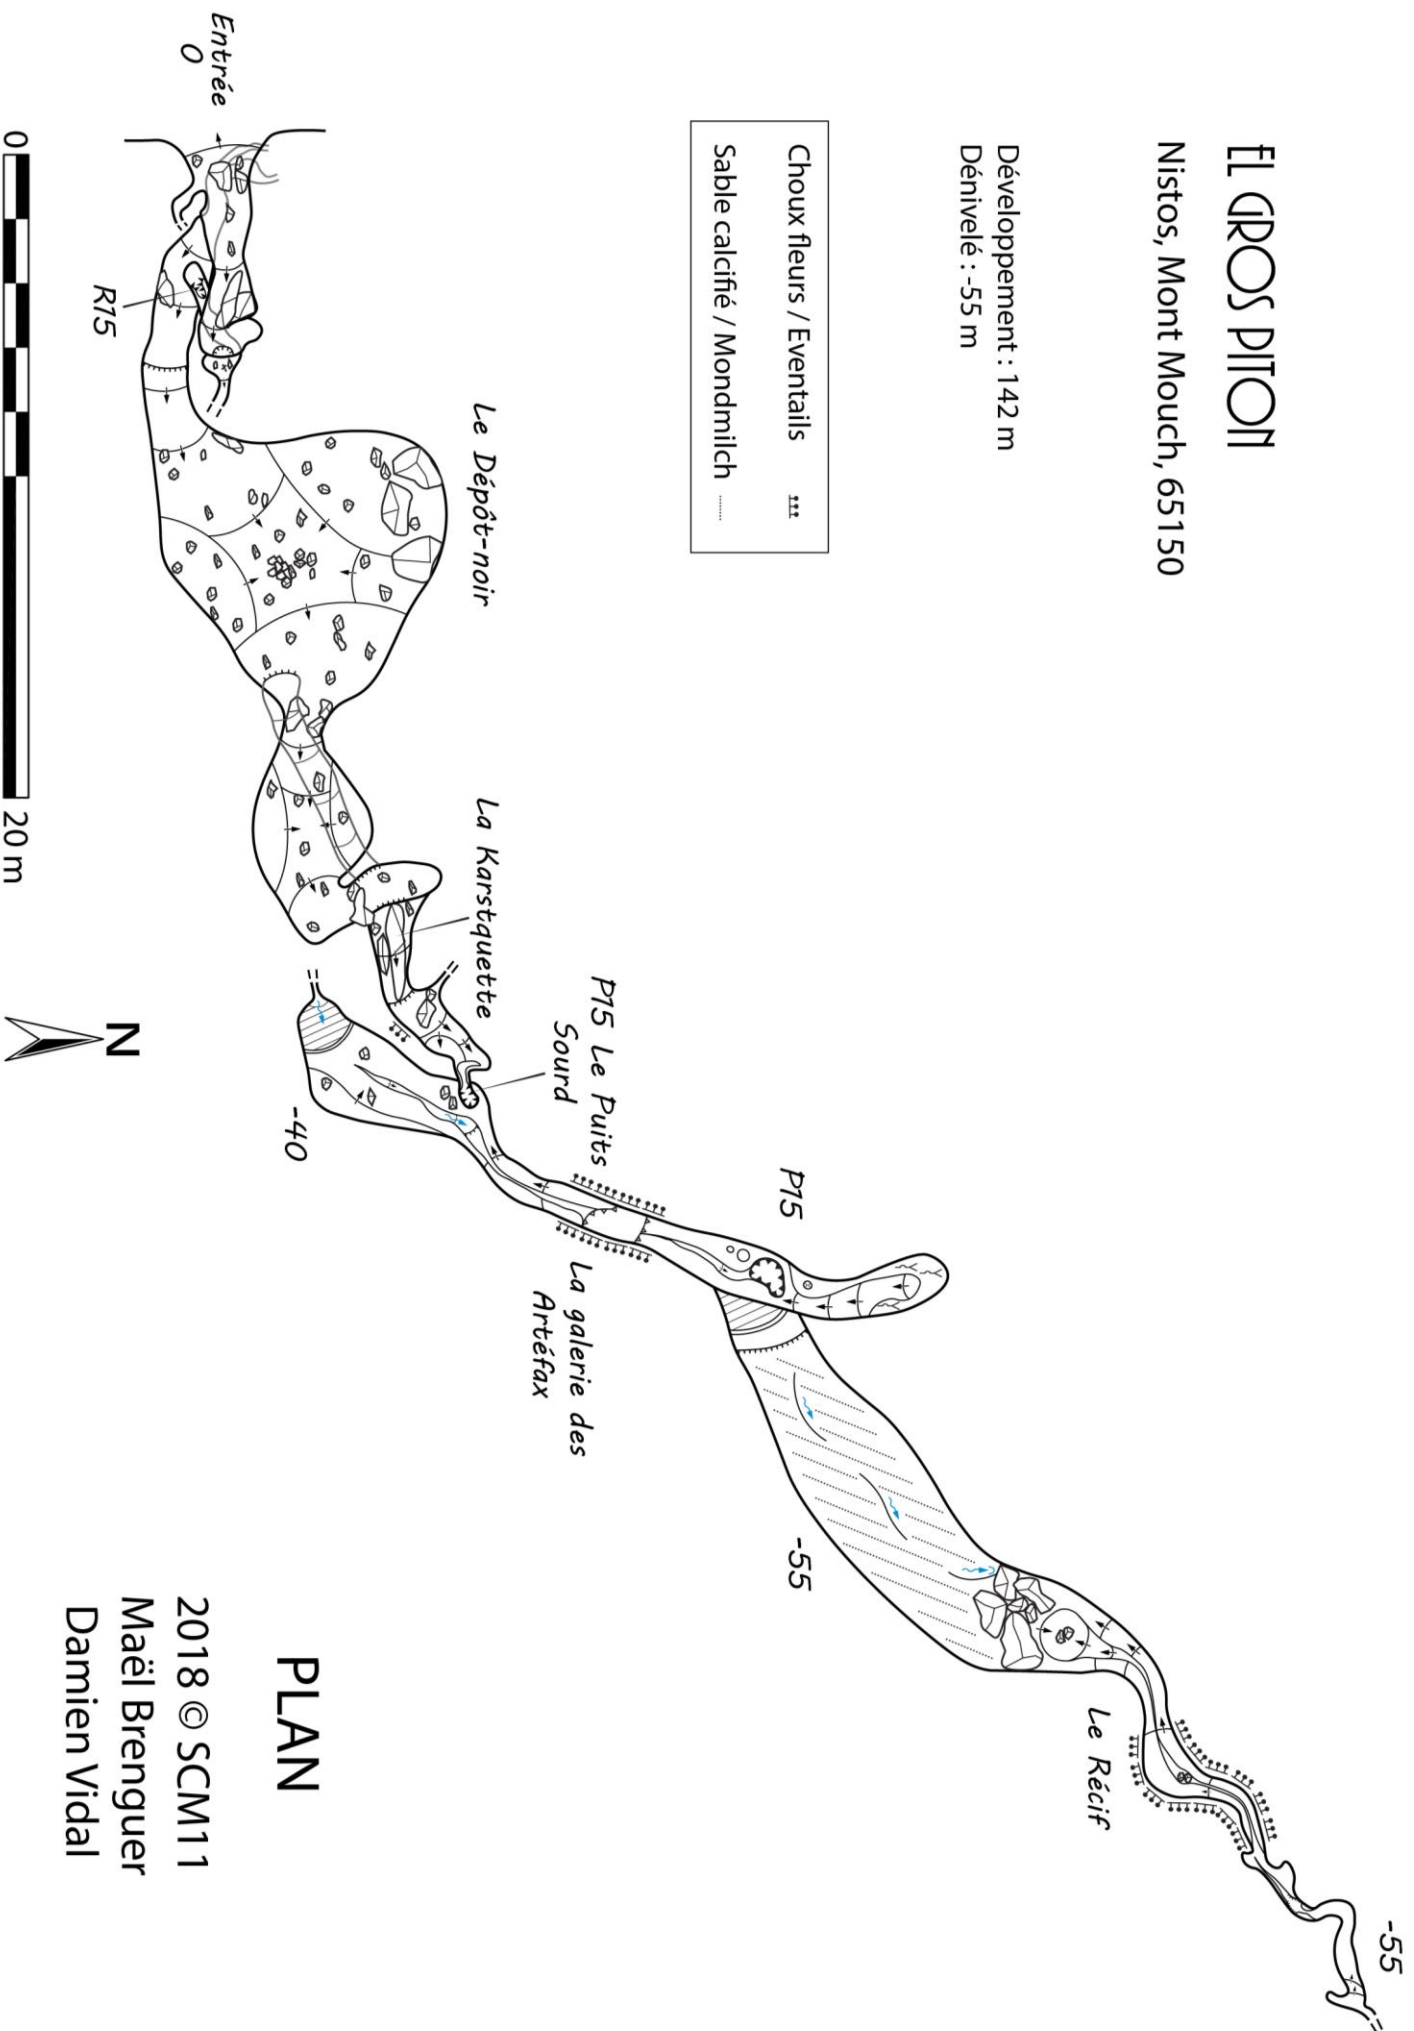 EL GROS PITON
Nistos, Mont Mouch, 65150
Développement : 142 m
Dénivelé : -55 m
Choux fleurs / Eventails
Sable calcifié / Mondmilch
Entrée
0
R15
Le Dépôt-noir
La Karstquette
P15 Le Puits
Sourd
-40
P15
La galerie des
Artéfax
-55
Le Récif
-55
0
20 m
N
PLAN
2018 © SCM11
Maël Brenguer
Damien Vidal